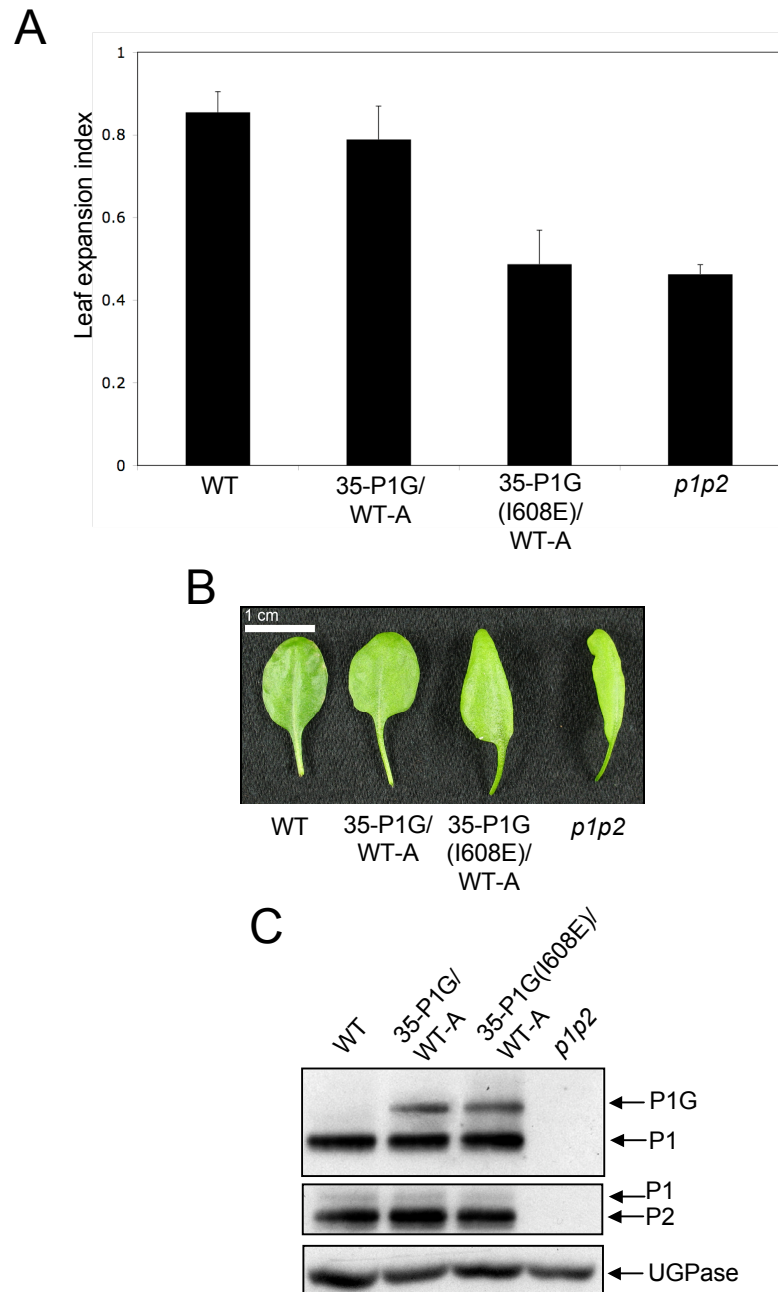 A
Leaf expansion index
1
0.8
0.6
0.4
0.2
0
WT
35-P1G/
WT-A
35-P1G
(I608E)/
WT-A
p1p2
B
1 cm
WT
35-P1G/
WT-A
35-P1G
(I608E)/
WT-A
p1p2
C
WT
35-P1G/
WT-A
35-P1G(I608E)/
WT-A
p1p2
P1G
P1
P1
P2
UGPase